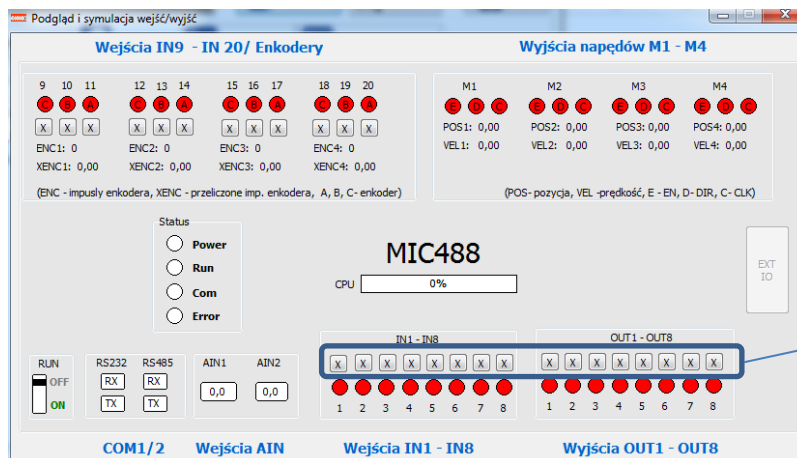 Podgląd i symulacja wejść/wyjść
Wejścia IN9 - IN 20/ Enkodery
Wyjścia napędów M1 - M4
9 10 11 12 13 14 15 16 17 18 19 20
C B A C B A C B A C B A
X X X X X X X X X X X X
ENC1: 0 ENC2: 0 ENC3: 0 ENC4: 0
XENC1: 0,00 XENC2: 0,00 XENC3: 0,00 XENC4: 0,00
(ENC - impusly enkodera, XENC - przeliczone imp. enkodera, A, B, C- enkoder)
M1 M2 M3 M4
E D C E D C E D C E D C
POS1: 0,00 POS2: 0,00 POS3: 0,00 POS4: 0,00
VEL1: 0,00 VEL2: 0,00 VEL3: 0,00 VEL4: 0,00
(POS- pozycja, VEL -prędkość, E - EN, D- DIR, C- CLK)
Status
Power
Run
Com
Error
MIC488
CPU 0%
EXT
IO
RUN
OFF
ON
RS232 RS485
RX RX
TX TX
AIN1 AIN2
0,0 0,0
IN1 - IN8
X X X X X X X X
1 2 3 4 5 6 7 8
OUT1 - OUT8
X X X X X X X X
1 2 3 4 5 6 7 8
COM1/2 Wejścia AIN Wejścia IN1 - IN8 Wyjścia OUT1 - OUT8